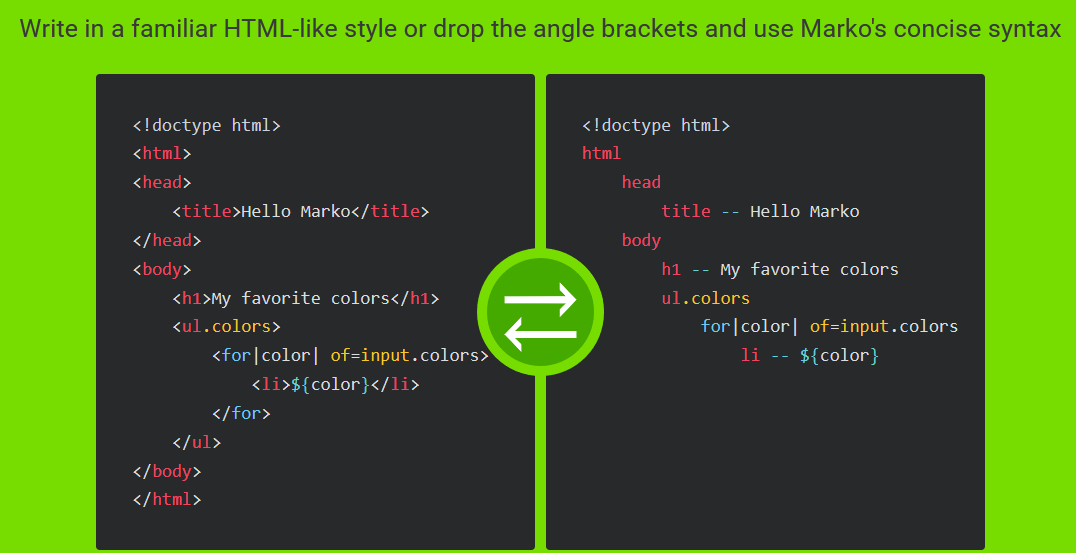 Write in a familiar HTML-like style or drop the angle brackets and use Marko's concise syntax
<!doctype html>
<html>
<head>
    <title>Hello Marko</title>
</head>
<body>
    <h1>My favorite colors</h1>
    <ul.colors>
        <for|color| of=input.colors>
            <li>${color}</li>
        </for>
    </ul>
</body>
</html>
<!doctype html>
html
    head
        title -- Hello Marko
    body
        h1 -- My favorite colors
        ul.colors
            for|color| of=input.colors
                li -- ${color}